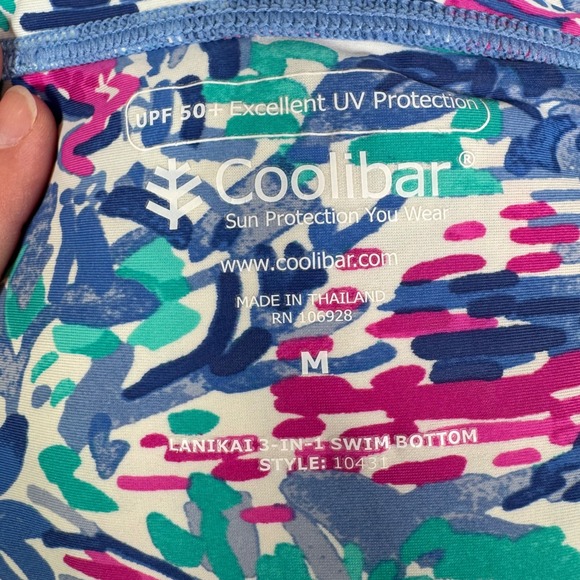 UPF 50+ Excellent UV Protection
Coolibar®
Sun Protection You Wear
www.coolibar.com
MADE IN THAILAND
RN 106928
M
LANIKAI 3-IN-1 SWIM BOTTOM
STYLE: 10431